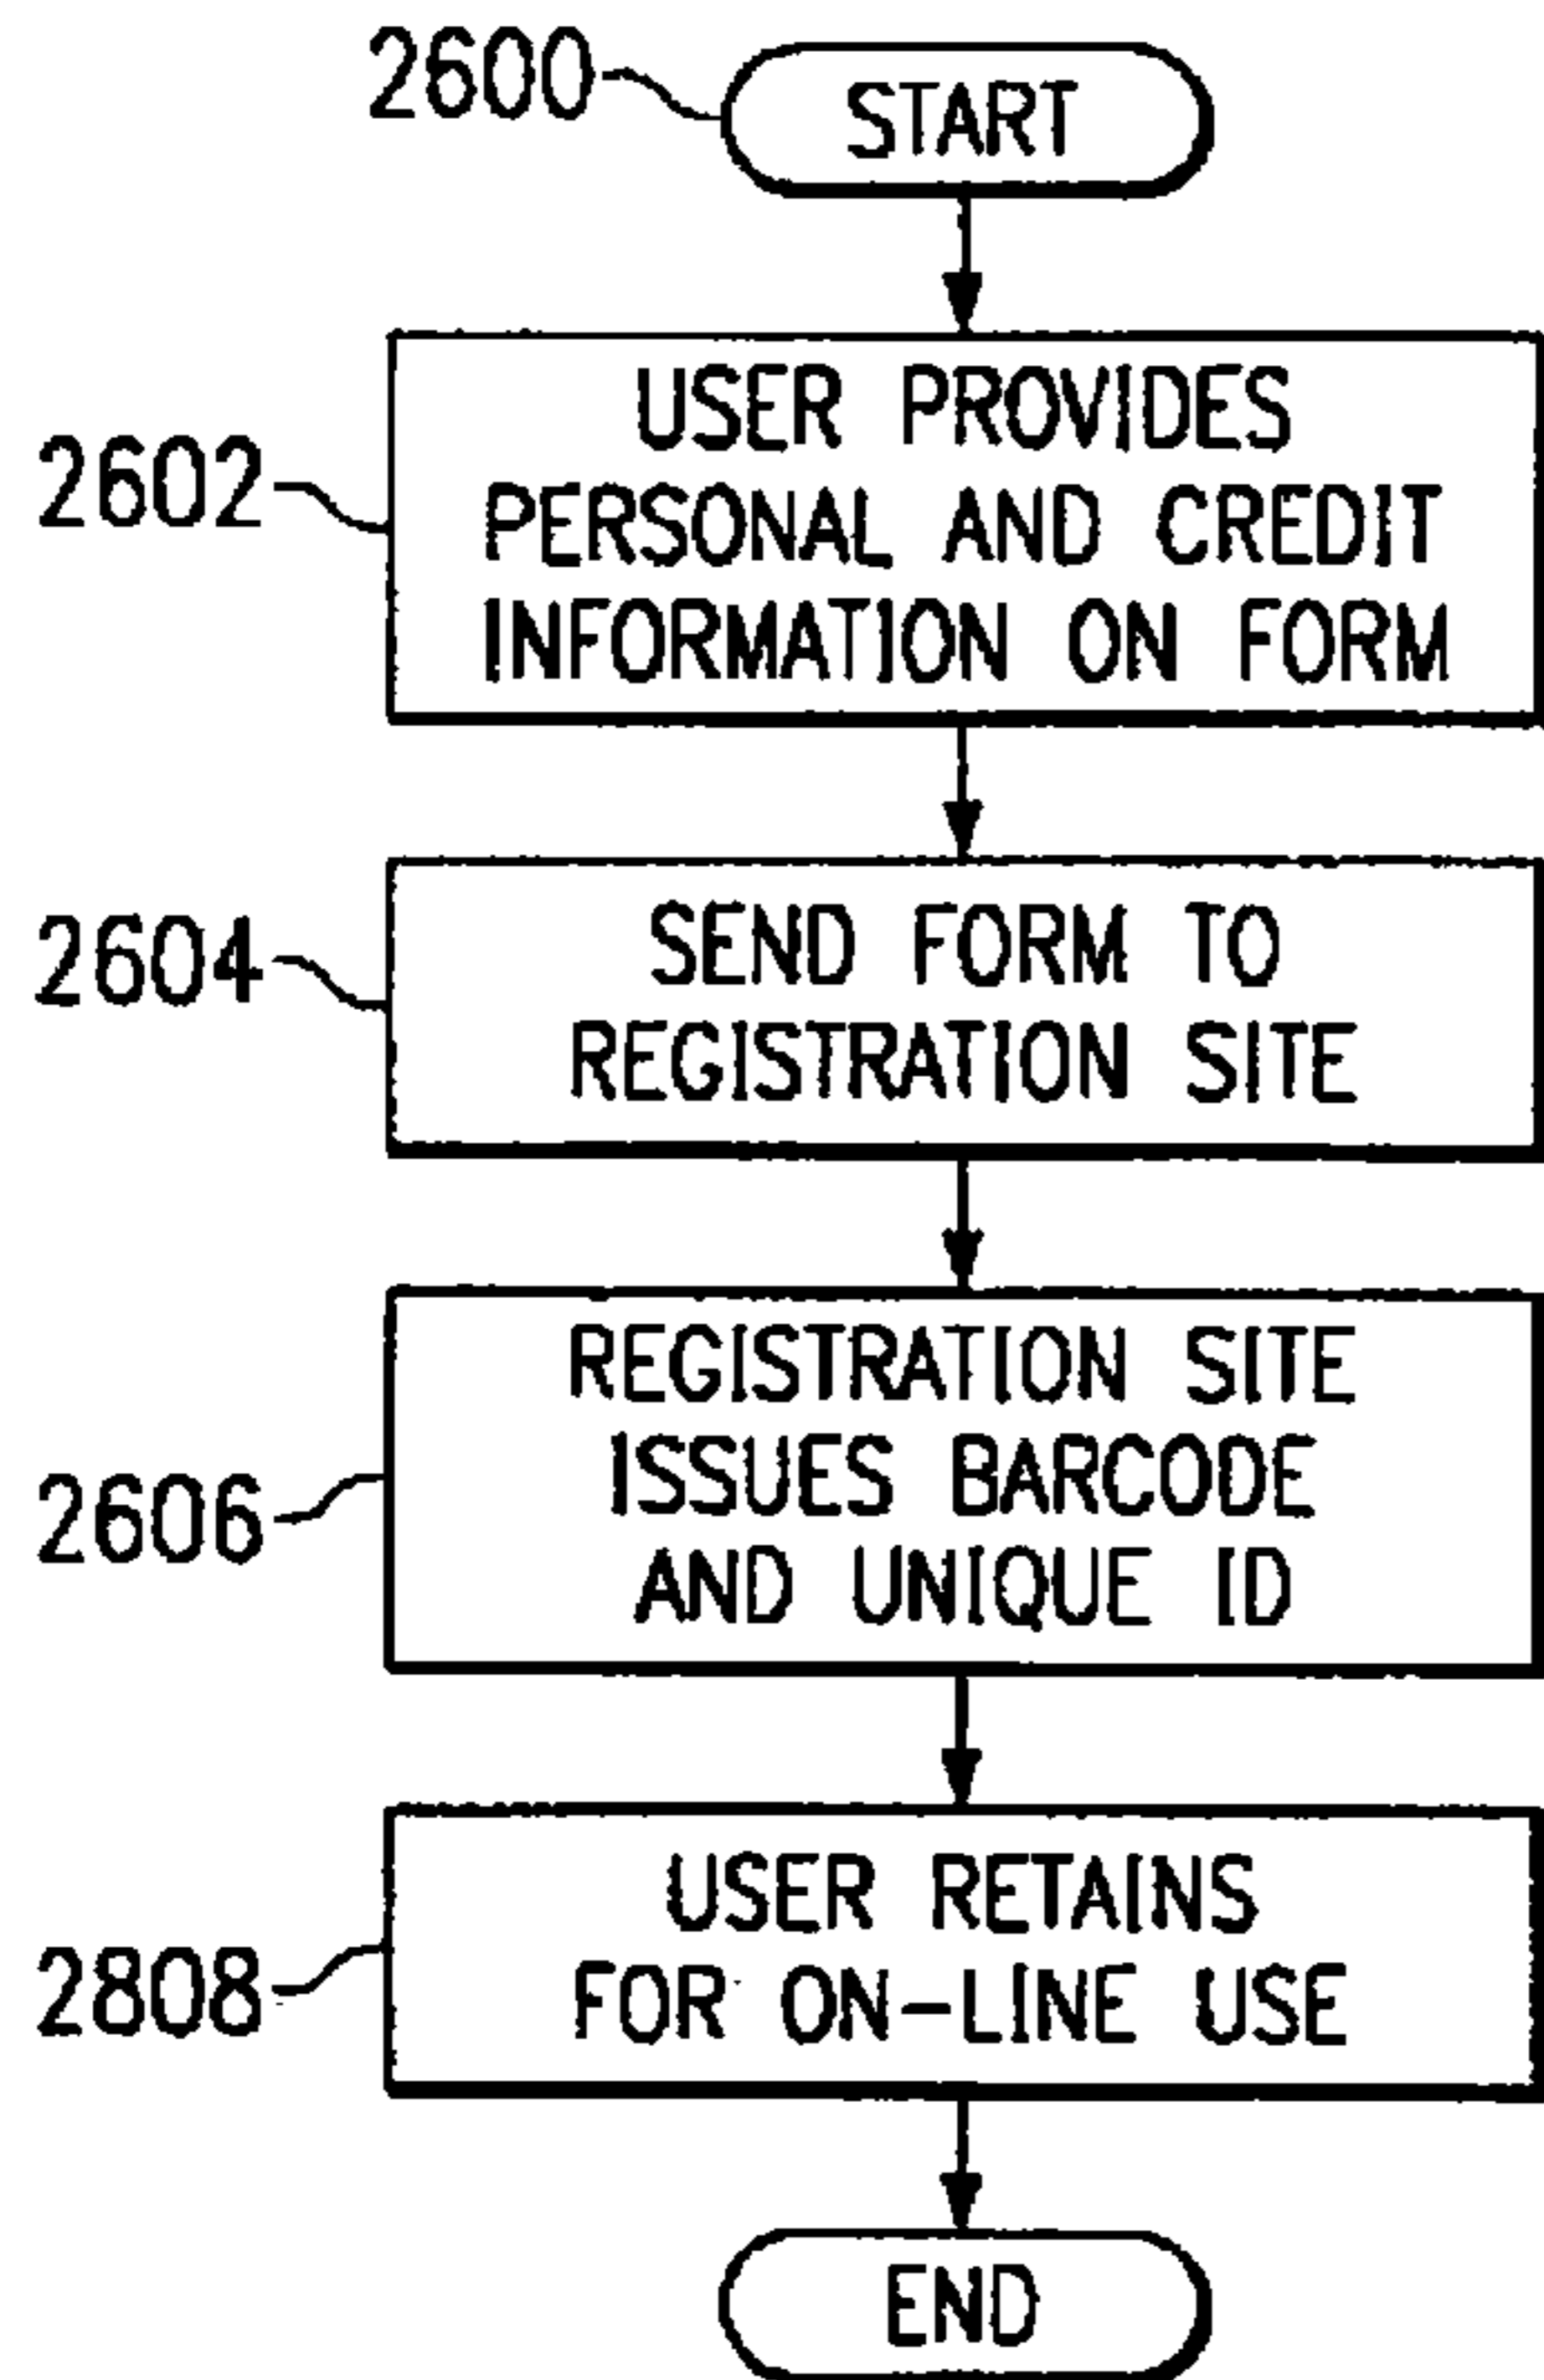 2600
START
2602
USER PROVIDES
PERSONAL AND CREDIT
INFORMATION ON FORM
2604
SEND FORM TO
REGISTRATION SITE
2606
REGISTRATION SITE
ISSUES BARCODE
AND UNIQUE ID
2808
USER RETAINS
FOR ON-LINE USE
END